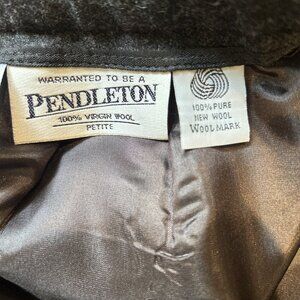 WARRANTED TO BE A
PENDLETON
100% VIRGIN WOOL
PETITE
100% PURE
NEW WOOL
WOOLMARK